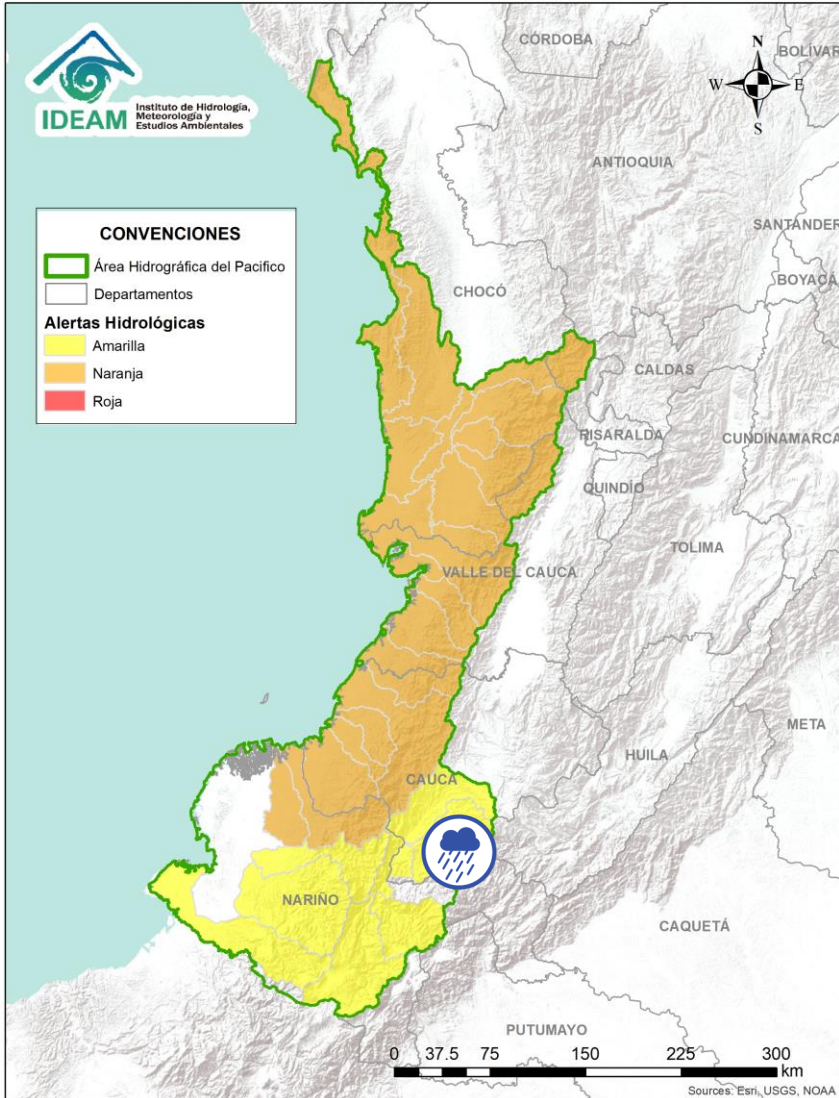 IDEAM
Instituto de Hidrología,
Meteorología y
Estudios Ambientales
CÓRDOBA
BOLÍVAR
N
W
E
S
ANTIOQUIA
SANTANDER
BOYACÁ
CONVENCIONES
Área Hidrográfica del Pacifico
Departamentos
Alertas Hidrológicas
Amarilla
Naranja
Roja
CHOCÓ
CALDAS
RISARALDA
CUNDINAMARCA
QUINDÍO
TOLIMA
VALLE DEL CAUCA
META
HUILA
CAUCA
NARIÑO
CAQUETÁ
PUTUMAYO
0 37.5 75 150 225 300
km
Sources: Esri, USGS, NOAA